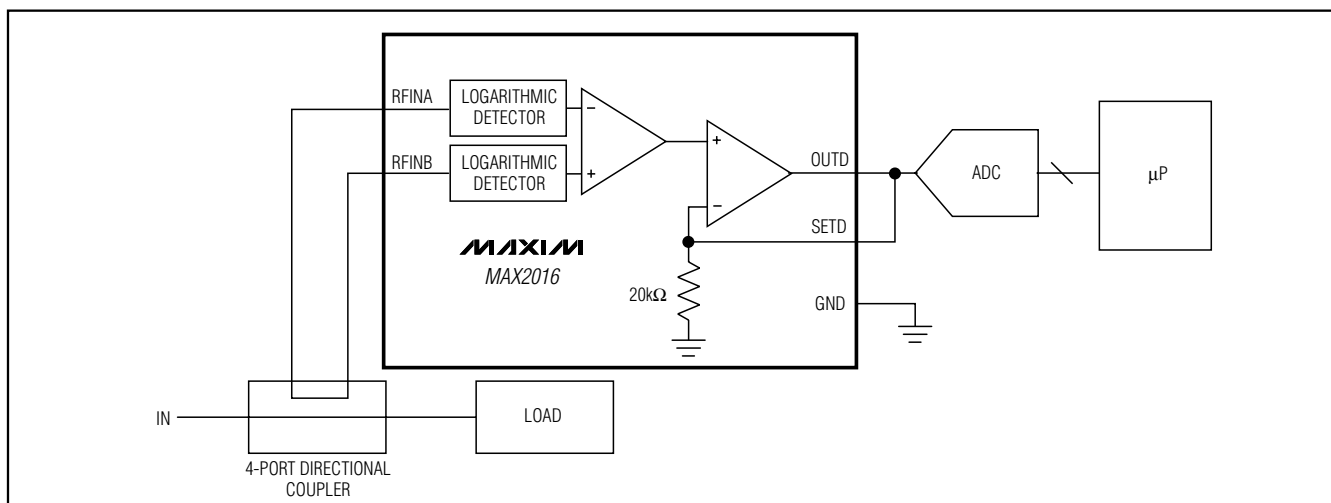 RFINA
LOGARITHMIC
DETECTOR
−
RFINB
LOGARITHMIC
DETECTOR
+
+
−
OUTD
SETD
ADC
µP
MAXIM
MAX2016
20kΩ
GND
IN
LOAD
4-PORT DIRECTIONAL
COUPLER